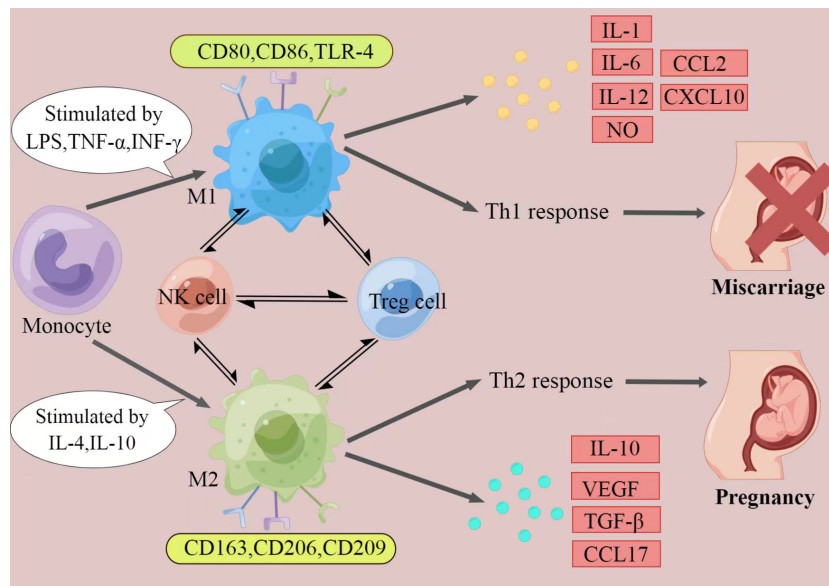 CD80,CD86,TLR-4
Stimulated by
LPS,TNF-α,INF-γ
M1
IL-1
IL-6
CCL2
IL-12
CXCL10
NO
Th1 response
Miscarriage
Monocyte
NK cell
Treg cell
Stimulated by
IL-4,IL-10
M2
Th2 response
Pregnancy
IL-10
VEGF
TGF-β
CCL17
CD163,CD206,CD209